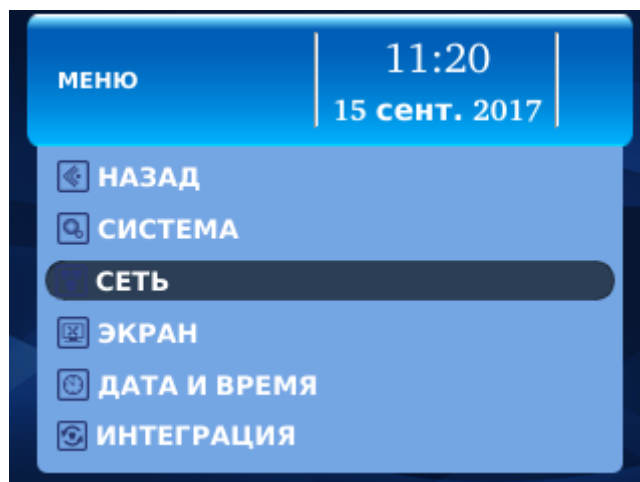 МЕНЮ
11:20
15 сент. 2017
НАЗАД
СИСТЕМА
СЕТЬ
ЭКРАН
ДАТА И ВРЕМЯ
ИНТЕГРАЦИЯ